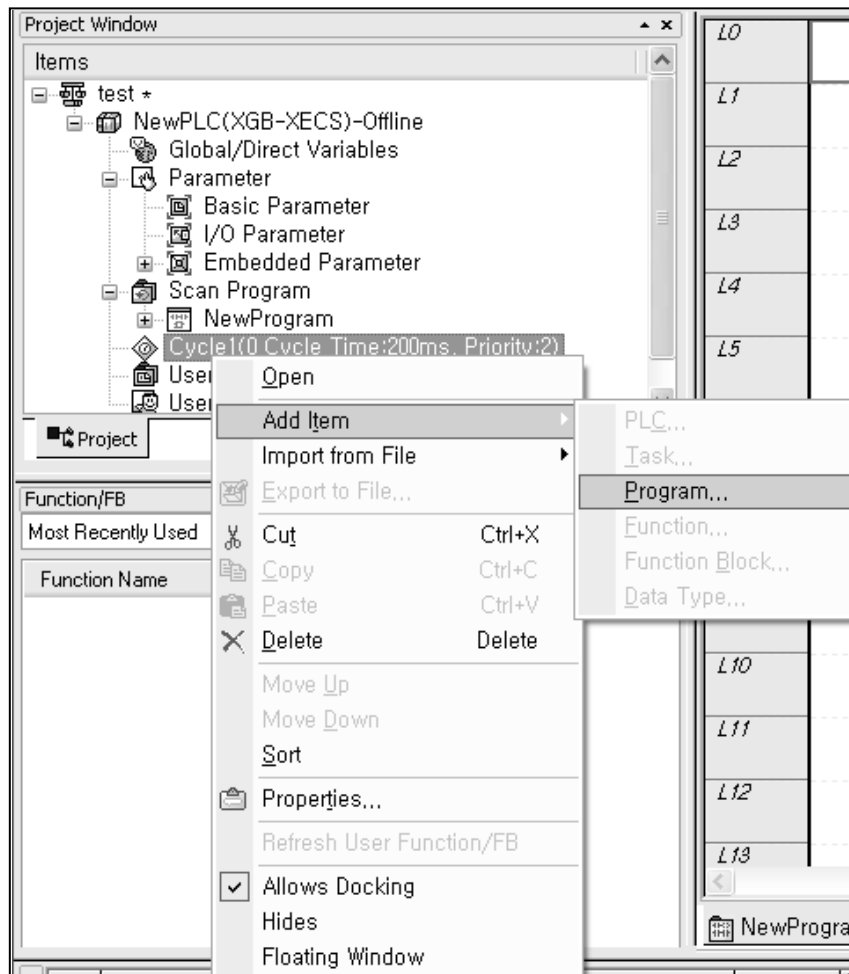 Project Window
Items
test *
NewPLC(XGB-XECS)-Offline
Global/Direct Variables
Parameter
Basic Parameter
I/O Parameter
Embedded Parameter
Scan Program
NewProgram
Cycle1(0 Cycle Time:200ms, Priority:2)
User
User
Project
Function/FB
Most Recently Used
Function Name
Open
Add Item
Import from File
Export to File...
Cut Ctrl+X
Copy Ctrl+C
Paste Ctrl+V
Delete Delete
Move Up
Move Down
Sort
Properties...
Refresh User Function/FB
Allows Docking
Hides
Floating Window
PLC...
Task...
Program...
Function...
Function Block...
Data Type...
L0
L1
L2
L3
L4
L5
L10
L11
L12
L13
NewProgra